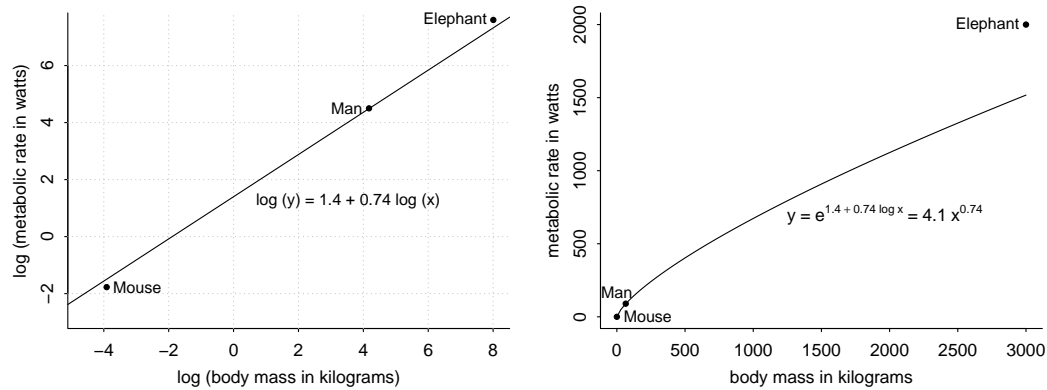 Elephant
Man
log (y) = 1.4 + 0.74 log (x)
Mouse
−2
0
2
4
6
log (metabolic rate in watts)
−4
−2
0
2
4
6
8
log (body mass in kilograms)
Elephant
y = e^1.4 + 0.74 log x = 4.1 x^0.74
Man
Mouse
0
500
1000
1500
2000
metabolic rate in watts
0
500
1000
1500
2000
2500
3000
body mass in kilograms